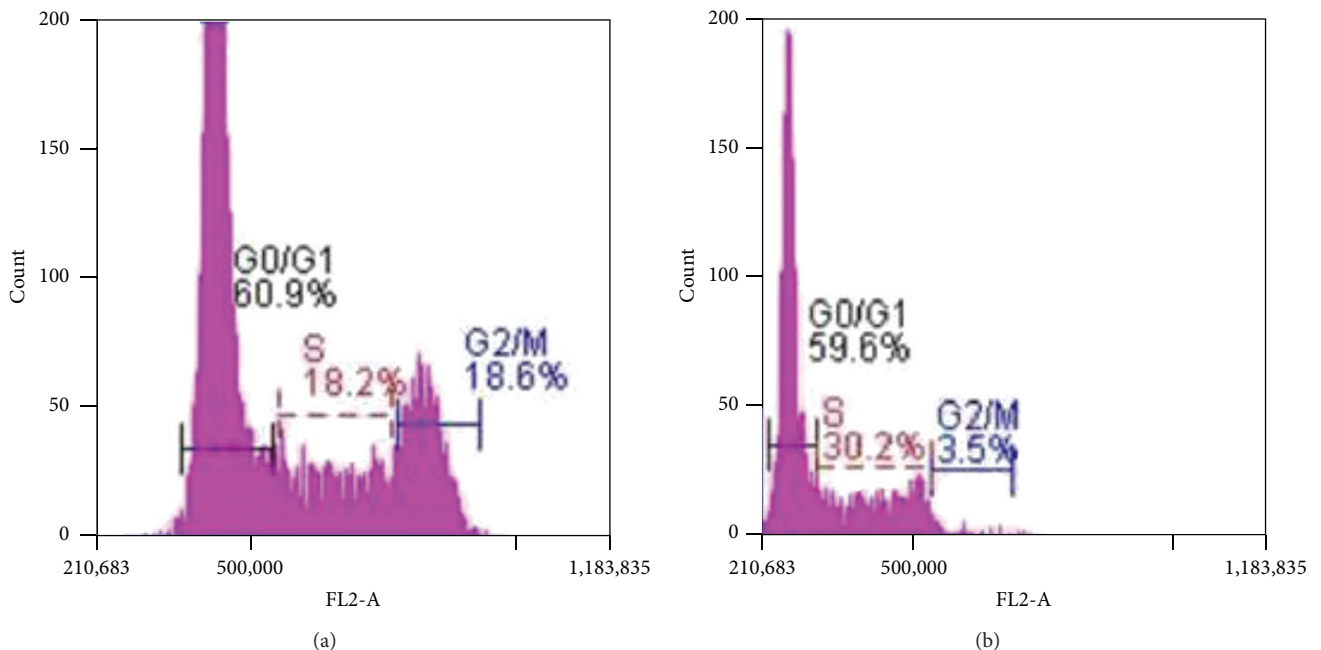 200
150
100
50
0
Count
G0/G1
60.9%
S
18.2%
G2/M
18.6%
210,683
500,000
1,183,835
FL2-A
(a)
200
150
100
50
0
Count
G0/G1
59.6%
S
30.2%
G2/M
3.5%
210,683
500,000
1,183,835
FL2-A
(b)